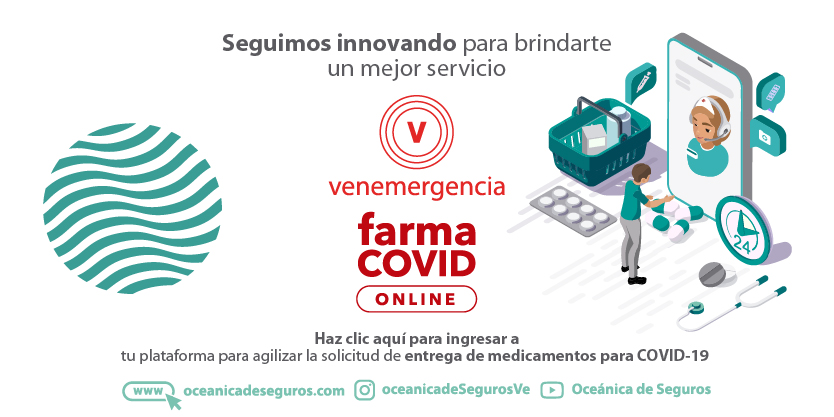 Seguimos innovando para brindarte
un mejor servicio
V
venemergencia
farma
COVID
ONLINE
24
Haz clic aquí para ingresar a
tu plataforma para agilizar la solicitud de entrega de medicamentos para COVID-19
www oceanicadeseguros.com oceanicadeSegurosVe Oceánica de Seguros